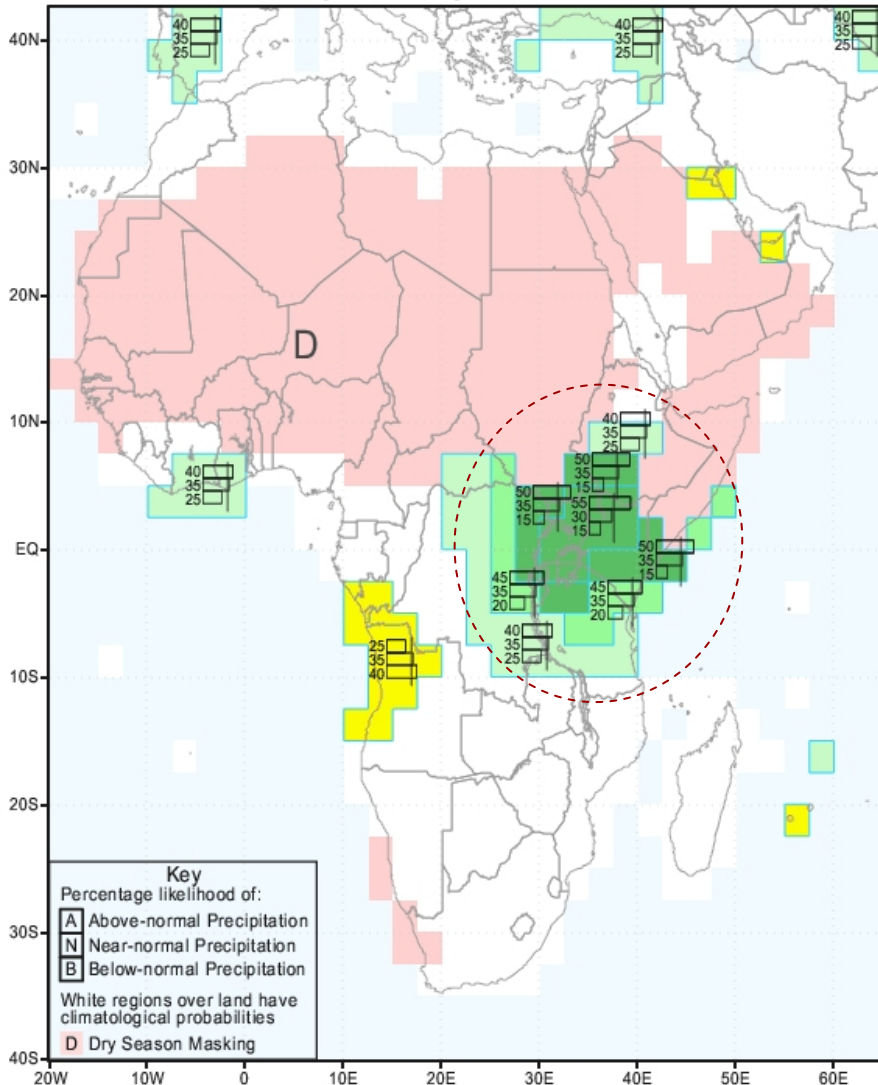 40N
30N
20N
10N
EQ
10S
20S
30S
40S
20W
10W
0
10E
20E
30E
40E
50E
60E
40
35
25
40
35
25
40
35
25
D
40
35
25
40
35
25
50
35
15
50
35
15
55
30
15
50
35
15
45
35
20
45
35
20
40
35
25
25
35
40
Key
Percentage likelihood of:
A Above-normal Precipitation
N Near-normal Precipitation
B Below-normal Precipitation
White regions over land have
climatological probabilities
D Dry Season Masking